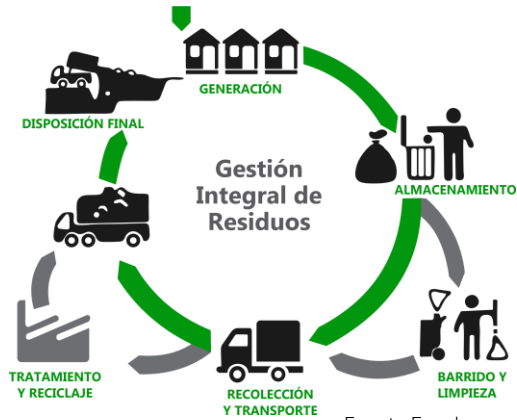 GENERACIÓN
DISPOSICIÓN FINAL
Gestión
Integral de
Residuos
ALMACENAMIENTO
TRATAMIENTO
Y RECICLAJE
RECOLECCIÓN
Y TRANSPORTE
BARRIDO Y
LIMPIEZA